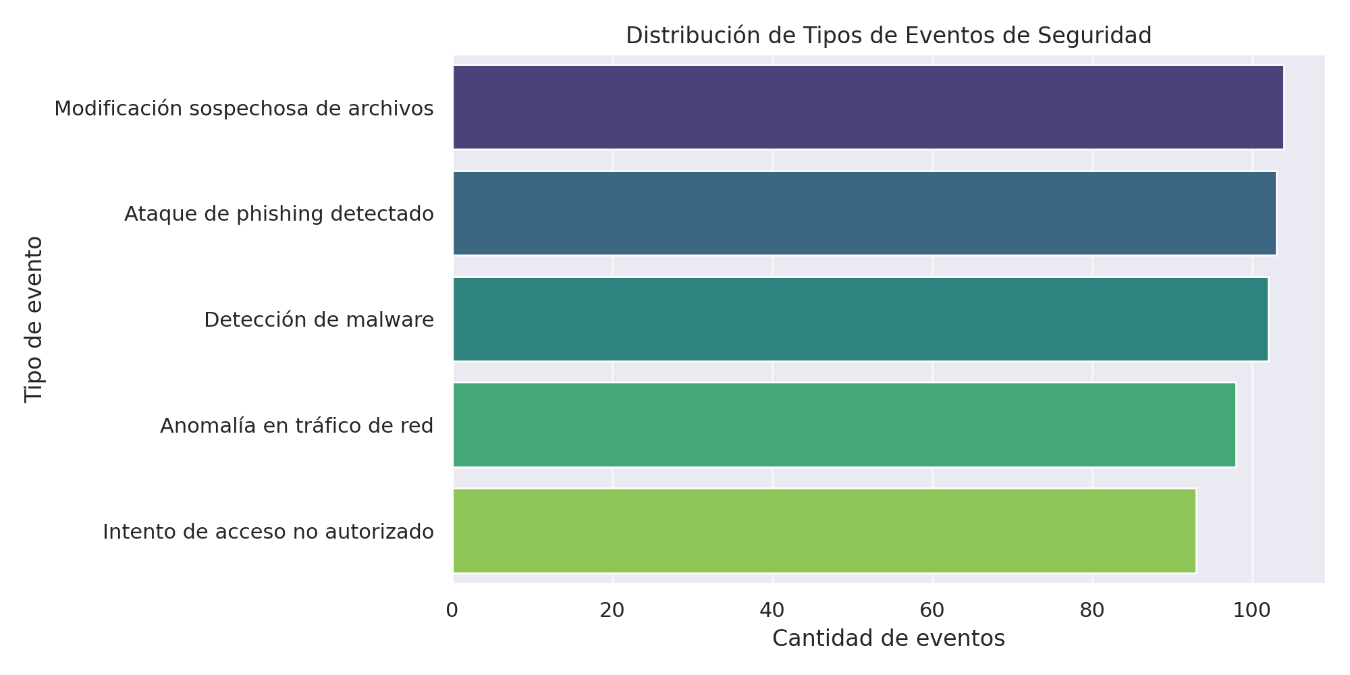 Distribución de Tipos de Eventos de Seguridad
Tipo de evento
Modificación sospechosa de archivos
Ataque de phishing detectado
Detección de malware
Anomalía en tráfico de red
Intento de acceso no autorizado
0 20 40 60 80 100
Cantidad de eventos